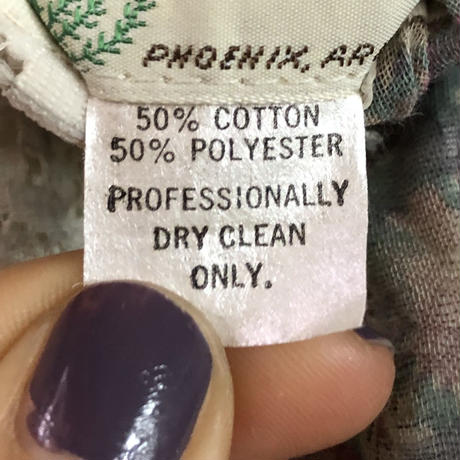 PHOENIX, AR
50% COTTON
50% POLYESTER
PROFESSIONALLY
DRY CLEAN
ONLY.